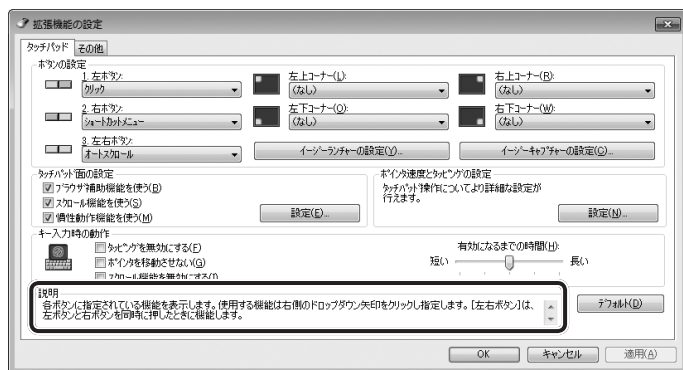 拡張機能の設定
タッチパッド その他
ボタンの設定
1. 左ボタン:
クリック
左上コーナー(L):
(なし)
右上コーナー(R):
(なし)
2. 右ボタン:
ショートカットメニュー
左下コーナー(O):
(なし)
右下コーナー(W):
(なし)
3. 左右ボタン:
オートスクロール
イージーランチャーの設定(Y)...
イージーキャプチャーの設定(C)...
タッチパッド面の設定
ブラウザ補助機能を使う(B)
スクロール機能を使う(S)
慣性動作機能を使う(M)
設定(E)...
ポインタ速度とタッピングの設定
タッチパッド操作についてより詳細な設定が
行えます。
設定(N)...
キー入力時の動作
タッピングを無効にする(F)
ポインタを移動させない(G)
スクロール機能を無効にする(I)
有効になるまでの時間(H):
短い 長い
説明
各ボタンに指定されている機能を表示します。使用する機能は右側のドロップダウン矢印をクリックし指定します。[左右ボタン]は、
左ボタンと右ボタンを同時に押したときに機能します。
デフォルト(D)
OK キャンセル 適用(A)